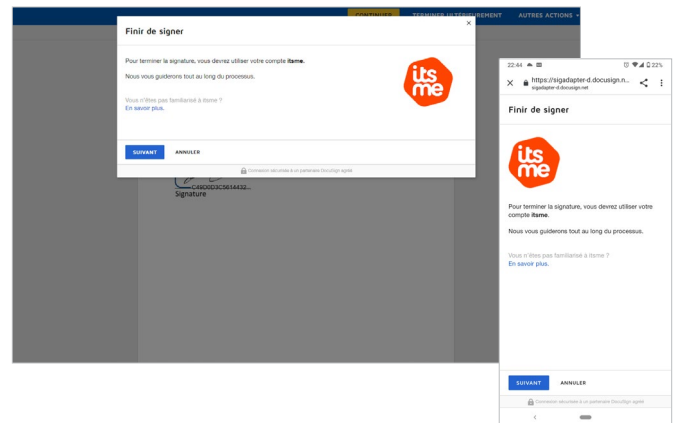 CONTINUER TERMINER ULTÉRIEUREMENT AUTRES ACTIONS
Finir de signer
×
Pour terminer la signature, vous devrez utiliser votre compte itsme.
Nous vous guiderons tout au long du processus.
Vous n'êtes pas familiarisé à itsme ?
En savoir plus.
its
me
SUIVANT ANNULER
Connexion sécurisée à un partenaire DocuSign agréé
C49D0D3C5614432...
Signature
22:44 22%
https://sigadapter-d.docusign.n...
sigadapter-d.docusign.net
Finir de signer
its
me
Pour terminer la signature, vous devrez utiliser votre
compte itsme.
Nous vous guiderons tout au long du processus.
Vous n'êtes pas familiarisé à itsme ?
En savoir plus.
SUIVANT ANNULER
Connexion sécurisée à un partenaire DocuSign agréé